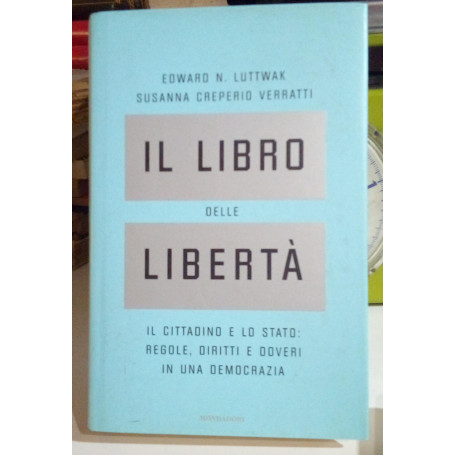 EDWARD N. LUTTWAK
SUSANNA CREPERIO VERRATTI
IL LIBRO
DELLE
LIBERTÀ
IL CITTADINO E LO STATO:
REGOLE, DIRITTI E DOVERI
IN UNA DEMOCRAZIA
MONDADORI